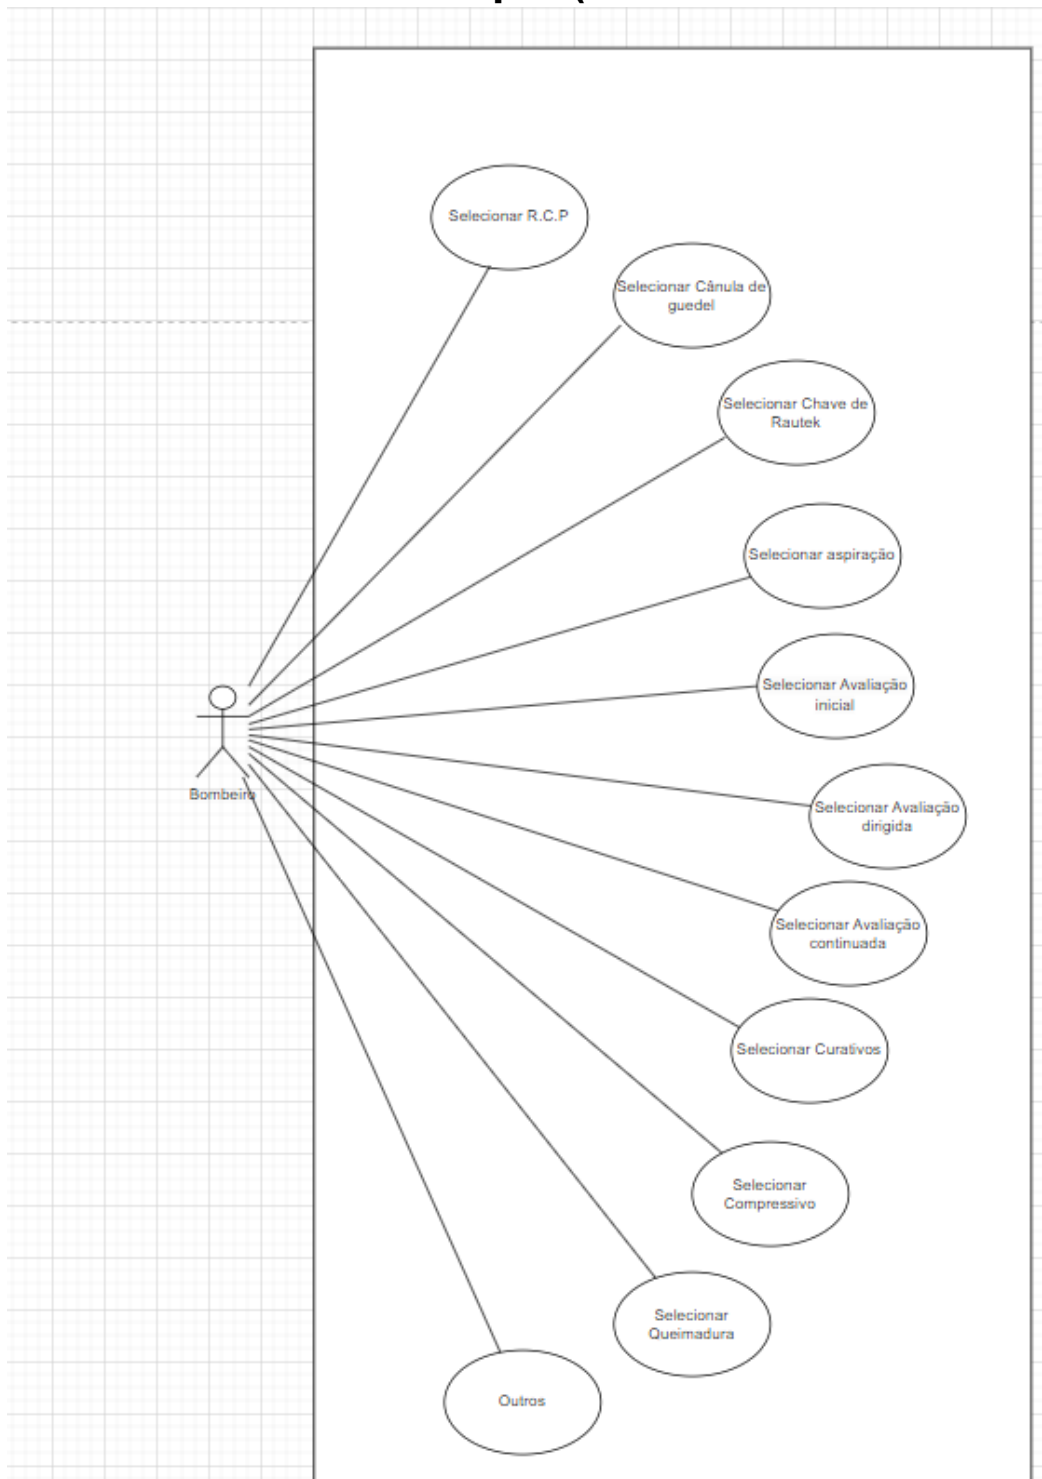 Selecionar R.C.P
Selecionar Cânula de
guedel
Selecionar Chave de
Rautek
Selecionar aspiração
Selecionar Avaliação
inicial
Bombeiro
Selecionar Avaliação
dirigida
Selecionar Avaliação
continuada
Selecionar Curativos
Selecionar
Compressivo
Selecionar
Queimadura
Outros